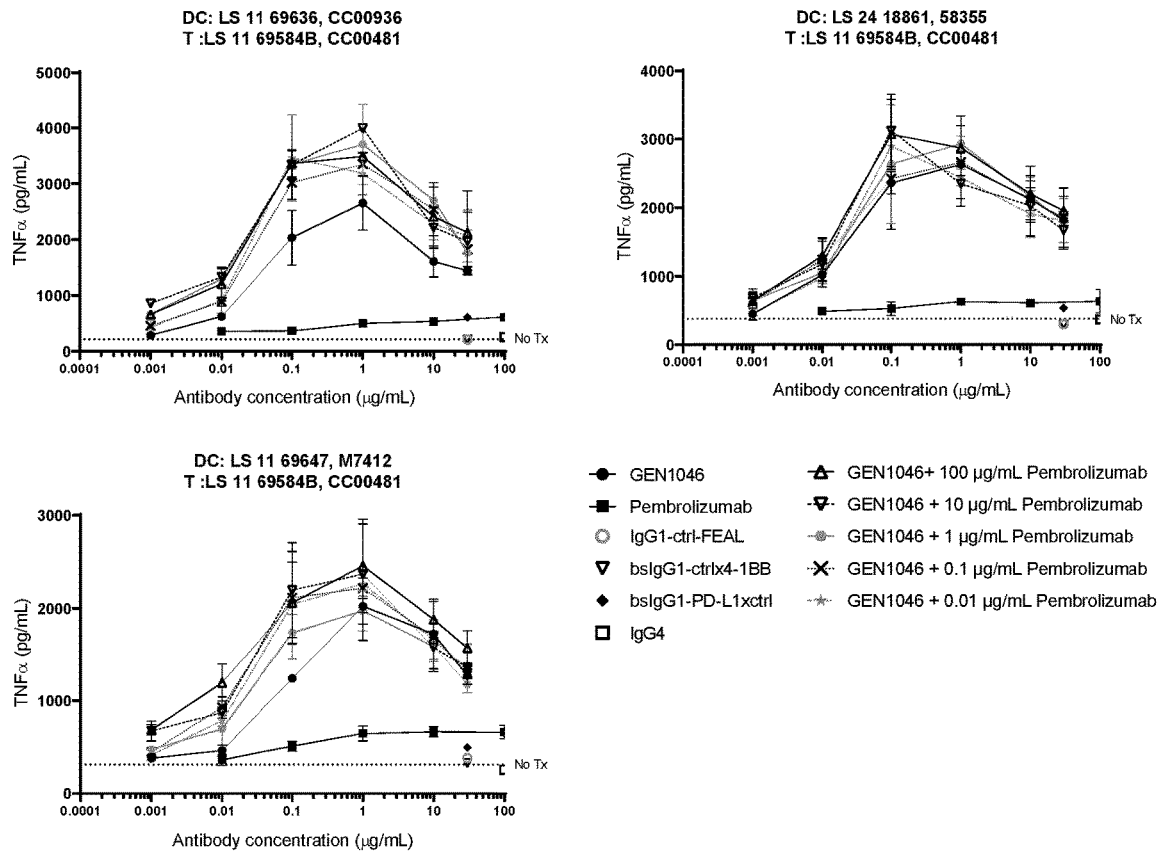 DC: LS 11 69636, CC00936
T :LS 11 69584B, CC00481
5000
4000
3000
2000
1000
0
TNFα (pg/mL)
No Tx
0.0001 0.001 0.01 0.1 1 10 100
Antibody concentration (µg/mL)
DC: LS 24 18861, 58355
T :LS 11 69584B, CC00481
4000
3000
2000
1000
0
TNFα (pg/mL)
No Tx
0.0001 0.001 0.01 0.1 1 10 100
Antibody concentration (µg/mL)
DC: LS 11 69647, M7412
T :LS 11 69584B, CC00481
3000
2000
1000
0
TNFα (pg/mL)
No Tx
0.0001 0.001 0.01 0.1 1 10 100
Antibody concentration (µg/mL)
GEN1046
Pembrolizumab
IgG1-ctrl-FEAL
bsIgG1-ctrlx4-1BB
bsIgG1-PD-L1xctrl
IgG4
GEN1046+ 100 µg/mL Pembrolizumab
GEN1046 + 10 µg/mL Pembrolizumab
GEN1046 + 1 µg/mL Pembrolizumab
GEN1046 + 0.1 µg/mL Pembrolizumab
GEN1046 + 0.01 µg/mL Pembrolizumab